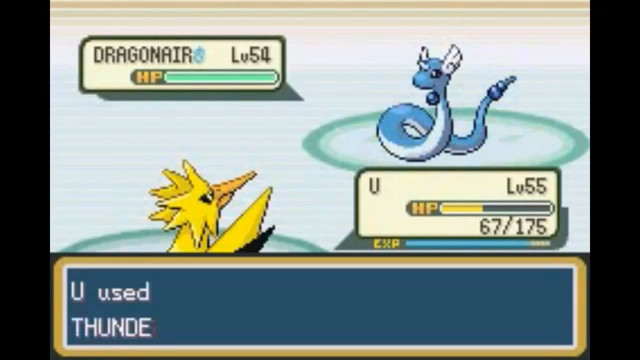 DRAGONAIR♂ Lv54
HP
U Lv55
HP
67/175
EXP
U used
THUNDE